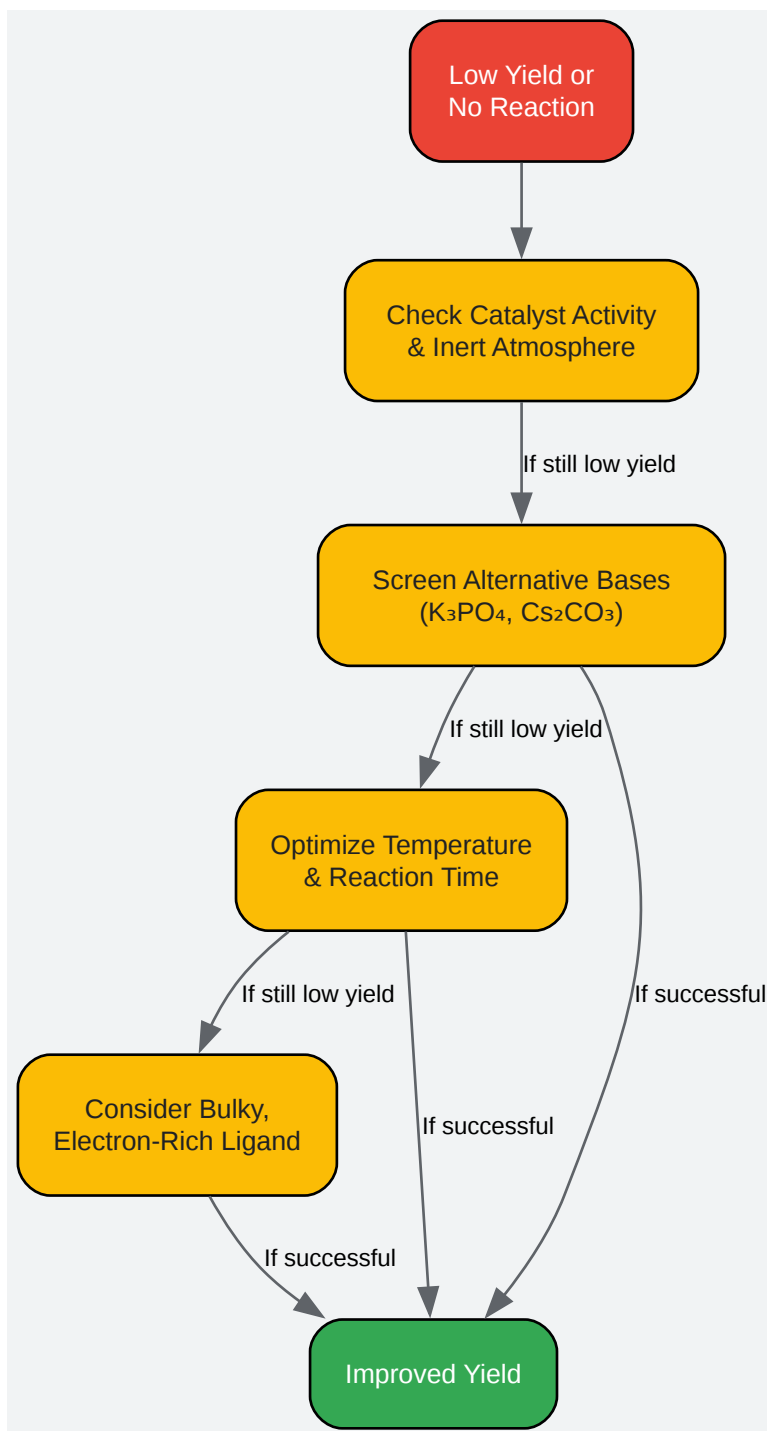 Low Yield or
No Reaction
Check Catalyst Activity
& Inert Atmosphere
If still low yield
Screen Alternative Bases
(K₃PO₄, Cs₂CO₃)
If still low yield
Optimize Temperature
& Reaction Time
If still low yield
If successful
Consider Bulky,
Electron-Rich Ligand
If successful
If successful
Improved Yield